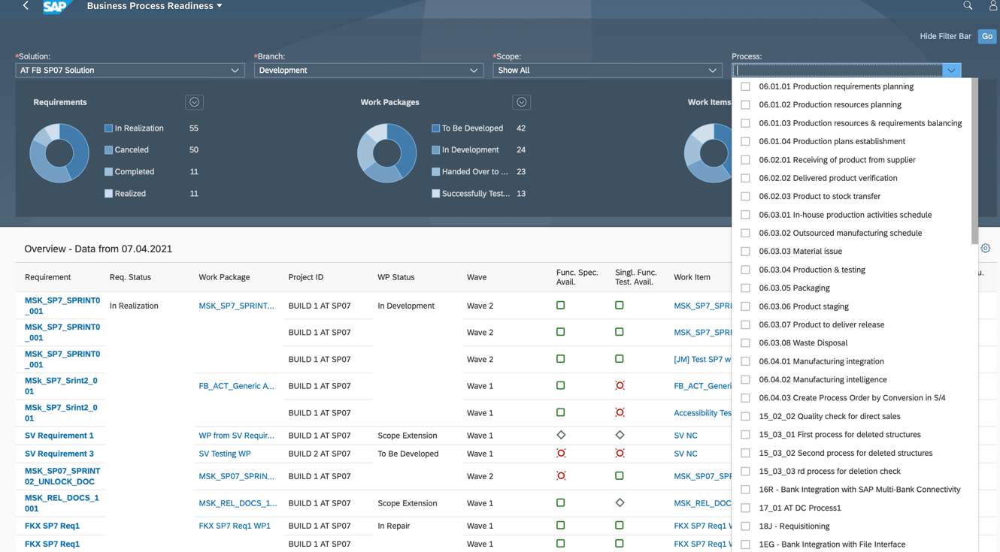 SAP Business Process Readiness
Hide Filter Bar Go
*Solution: *Branch: *Scope: Process:
AT FB SP07 Solution Development Show All
Requirements
In Realization 55
Canceled 50
Completed 11
Realized 11
Work Packages
To Be Developed 42
In Development 24
Handed Over to ... 23
Successfully Test... 13
Work Items
06.01.01 Production requirements planning
06.01.02 Production resources planning
06.01.03 Production resources & requirements balancing
06.01.04 Production plans establishment
06.02.01 Receiving of product from supplier
06.02.02 Delivered product verification
06.02.03 Product to stock transfer
06.03.01 In-house production activities schedule
06.03.02 Outsourced manufacturing schedule
06.03.03 Material issue
06.03.04 Production & testing
06.03.05 Packaging
06.03.06 Product staging
06.03.07 Product to deliver release
06.03.08 Waste Disposal
06.04.01 Manufacturing integration
06.04.02 Manufacturing intelligence
06.04.03 Create Process Order by Conversion in S/4
15_02_02 Quality check for direct sales
15_03_01 First process for deleted structures
15_03_02 Second process for deleted structures
15_03_03 rd process for deletion check
16R - Bank Integration with SAP Multi-Bank Connectivity
17_01 AT DC Process1
18J - Requisitioning
1EG - Bank Integration with File Interface
Overview - Data from 07.04.2021
Requirement Req. Status Work Package Project ID WP Status Wave Func. Spec. Avail. Singl. Func. Test. Avail. Work Item u.
MSK_SP7_SPRINT0_001 In Realization MSK_SP7_SPRINT... BUILD 1 AT SP07 In Development Wave 2 MSK_SP7_SPRI
MSK_SP7_SPRINT0_001 BUILD 1 AT SP07 Wave 2 MSK_SP7_SPRI
MSK_SP7_SPRINT0_001 BUILD 1 AT SP07 Wave 2 [JM] Test SP7 w
MSk_SP7_Srint2_001 FB_ACT_Generic A... BUILD 1 AT SP07 Wave 1 FB_ACT_Generi
MSk_SP7_Srint2_001 BUILD 1 AT SP07 Wave 1 Accessibility Tes
SV Requirement 1 WP from SV Requir... BUILD 1 AT SP07 Scope Extension Wave 1 SV NC
SV Requirement 3 SV Testing WP BUILD 2 AT SP07 To Be Developed Wave 1 SV NC
MSK_SP07_SPRINT02_UNLOCK_DOC MSK_SP07_SPRIN... BUILD 1 AT SP07 Wave 2 MSK_SP07_SPF
MSK_REL_DOCS_1001 MSK_REL_DOCS_1... BUILD 1 AT SP07 Scope Extension Wave 1 MSK_REL_DOC
FKX SP7 Req1 FKX SP7 Req1 WP1 BUILD 1 AT SP07 In Repair Wave 1 FKX SP7 Req1 W
FKX SP7 Req1 BUILD 1 AT SP07 Wave 1 FKX SP7 Req1 W